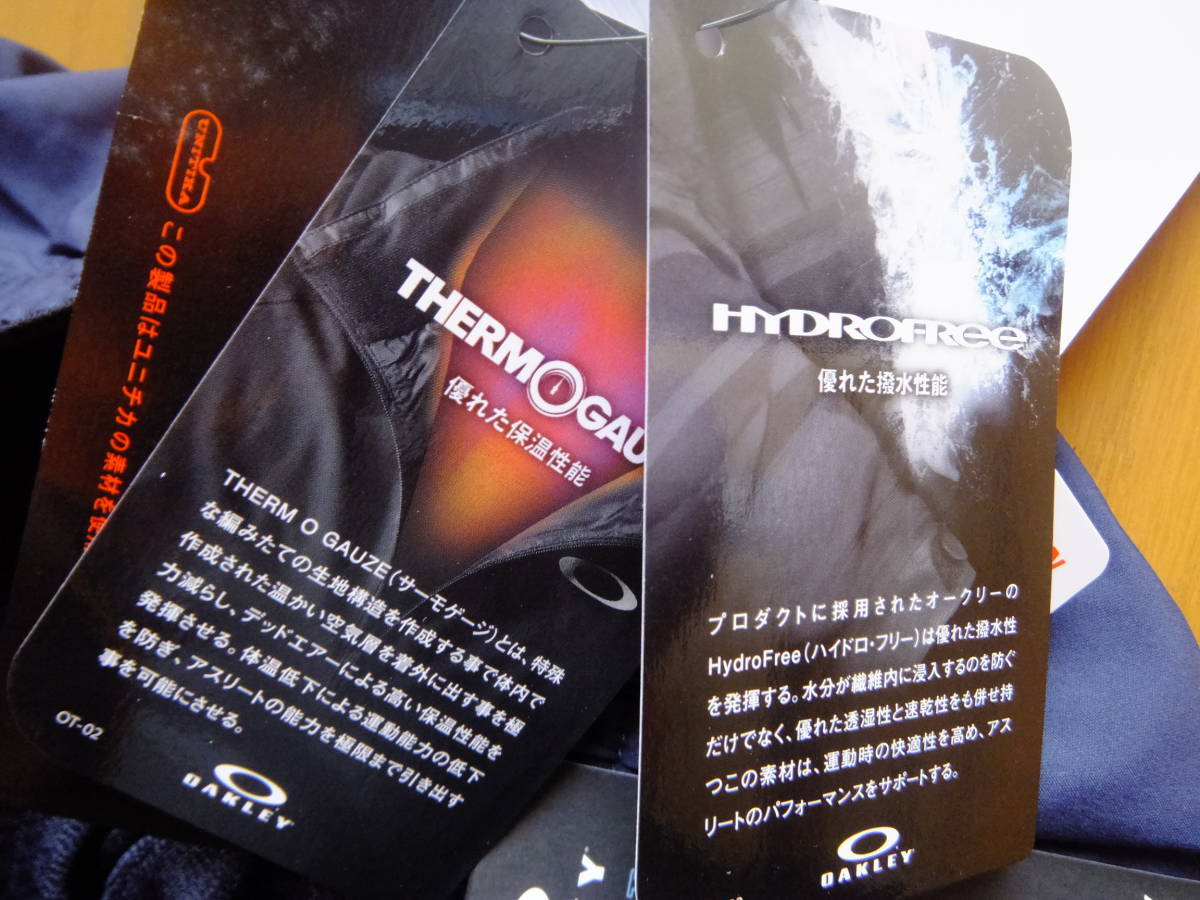 UNITIKA
この製品はユニチカの素材を使
THERMOGAU
優れた保温性能
THERM O GAUZE(サーモゲージ)とは、特殊
な編みたての生地構造を作成する事で体内で
作成された温かい空気層を着外に出す事を極
力減らし、デッドエアーによる高い保温性能を
発揮させる。体温低下による運動能力の低下
を防ぎ、アスリートの能力を極限まで引き出す
事を可能にさせる。
OT-02
OAKLEY
HYDROFRee
優れた撥水性能
プロダクトに採用されたオークリーの
HydroFree(ハイドロ・フリー)は優れた撥水性
を発揮する。水分が繊維内に浸入するのを防ぐ
だけでなく、優れた透湿性と速乾性をも併せ持
つこの素材は、運動時の快適性を高め、アス
リートのパフォーマンスをサポートする。
OAKLEY
Y